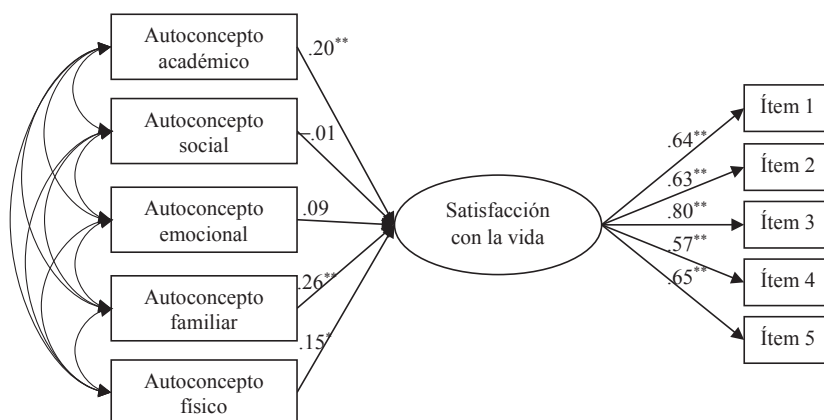 Autoconcepto
académico
.20**
Autoconcepto
social
–.01
Autoconcepto
emocional
.09
Autoconcepto
familiar
.26**
Autoconcepto
físico
.15*
Satisfacción
con la vida
.64**
Ítem 1
.63**
Ítem 2
.80**
Ítem 3
.57**
Ítem 4
.65**
Ítem 5